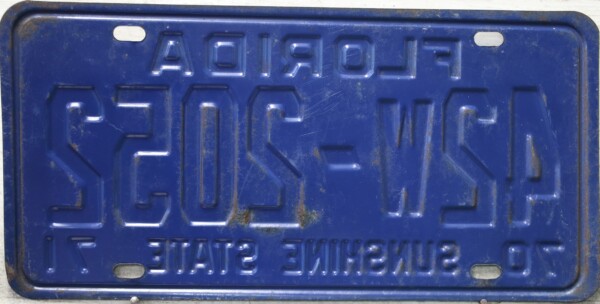 FLORIDA
42W-2052
70 SUNSHINE STATE 71